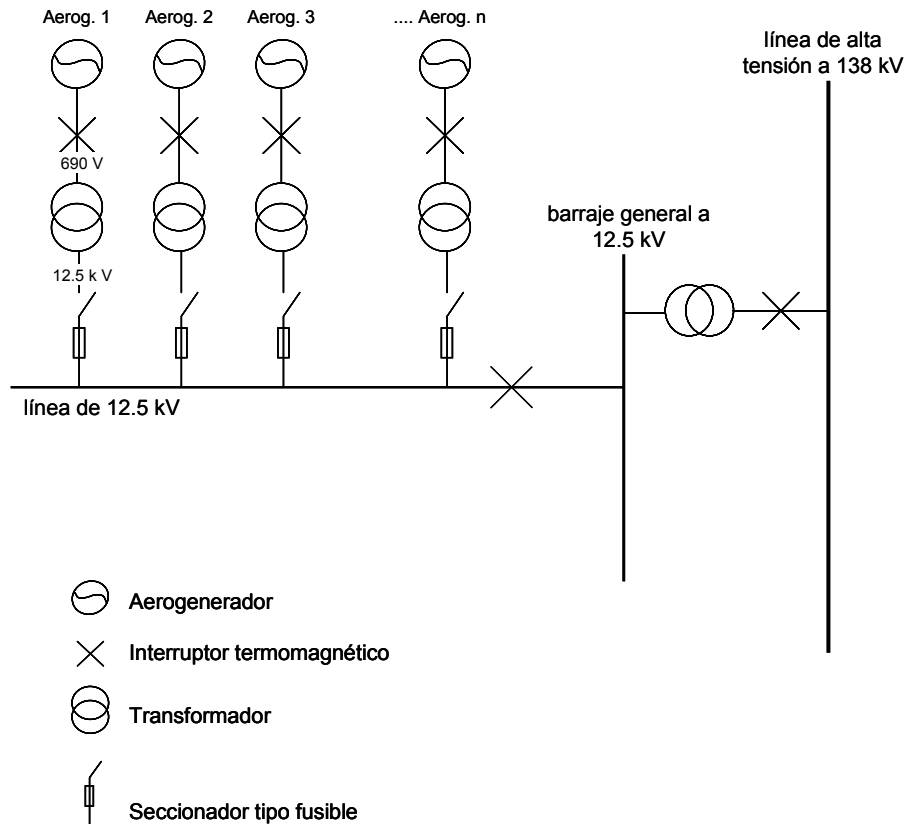 Aerog. 1
Aerog. 2
Aerog. 3
.... Aerog. n
línea de alta
tensión a 138 kV
690 V
barraje general a
12.5 kV
12.5 k V
línea de 12.5 kV
Aerogenerador
Interruptor termomagnético
Transformador
Seccionador tipo fusible